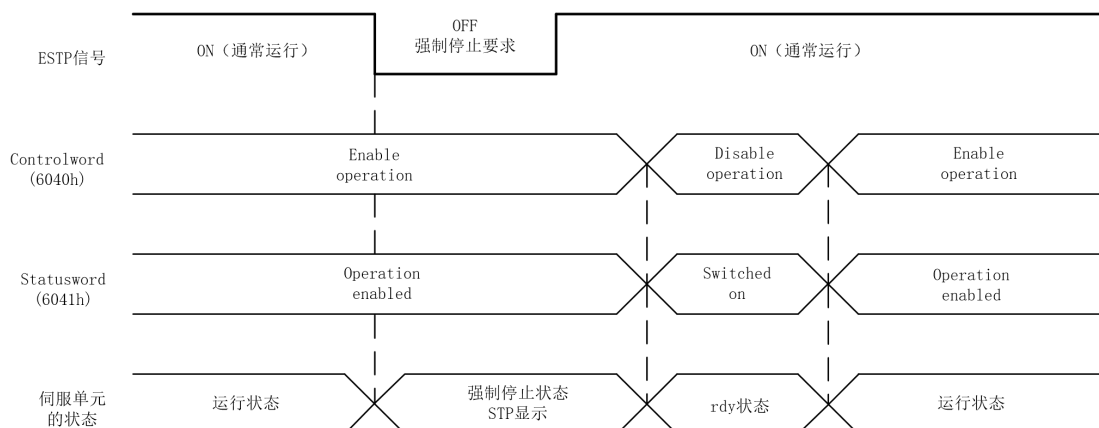 OFF
强制停止要求
ESTP信号
ON（通常运行）
ON（通常运行）
Controlword
(6040h)
Enable
operation
Disable
operation
Enable
operation
Statusword
(6041h)
Operation
enabled
Switched
on
Operation
enabled
伺服单元
的状态
运行状态
强制停止状态
STP显示
rdy状态
运行状态